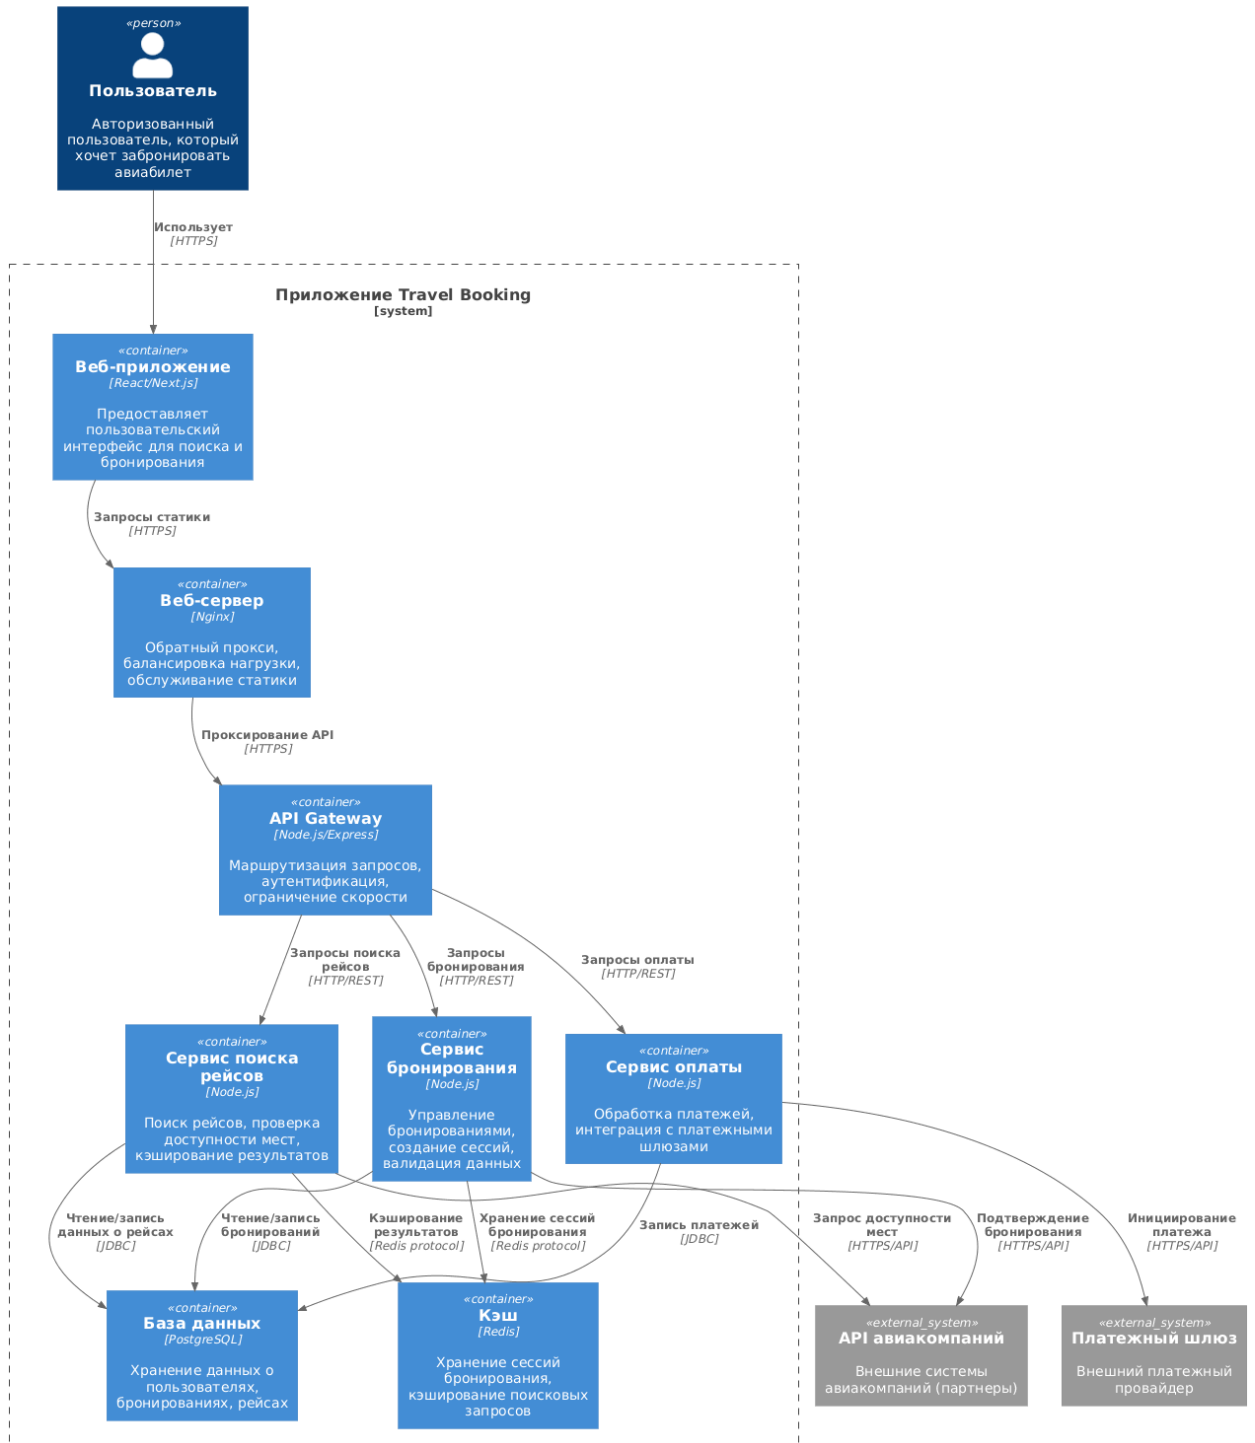 «person»
Пользователь
Авторизованный
пользователь, который
хочет забронировать
авиабилет
Использует
[HTTPS]
Приложение Travel Booking
[system]
«container»
Веб-приложение
[React/Next.js]
Предоставляет
пользовательский
интерфейс для поиска и
бронирования
Запросы статики
[HTTPS]
«container»
Веб-сервер
[Nginx]
Обратный прокси,
балансировка нагрузки,
обслуживание статики
Проксирование API
[HTTPS]
«container»
API Gateway
[Node.js/Express]
Маршрутизация запросов,
аутентификация,
ограничение скорости
Запросы поиска
рейсов
[HTTP/REST]
Запросы
бронирования
[HTTP/REST]
Запросы оплаты
[HTTP/REST]
«container»
Сервис поиска
рейсов
[Node.js]
Поиск рейсов, проверка
доступности мест,
кэширование результатов
«container»
Сервис
бронирования
[Node.js]
Управление
бронированиями,
создание сессий,
валидация данных
«container»
Сервис оплаты
[Node.js]
Обработка платежей,
интеграция с платежными
шлюзами
Чтение/запись
данных о рейсах
[JDBC]
Чтение/запись
бронирований
[JDBC]
Кэширование
результатов
[Redis protocol]
Хранение сессий
бронирования
[Redis protocol]
Запись платежей
[JDBC]
Запрос доступности
мест
[HTTPS/API]
Подтверждение
бронирования
[HTTPS/API]
Инициирование
платежа
[HTTPS/API]
«container»
База данных
[PostgreSQL]
Хранение данных о
пользователях,
бронированиях, рейсах
«container»
Кэш
[Redis]
Хранение сессий
бронирования,
кэширование поисковых
запросов
«external_system»
API авиакомпаний
Внешние системы
авиакомпаний (партнеры)
«external_system»
Платежный шлюз
Внешний платежный
провайдер